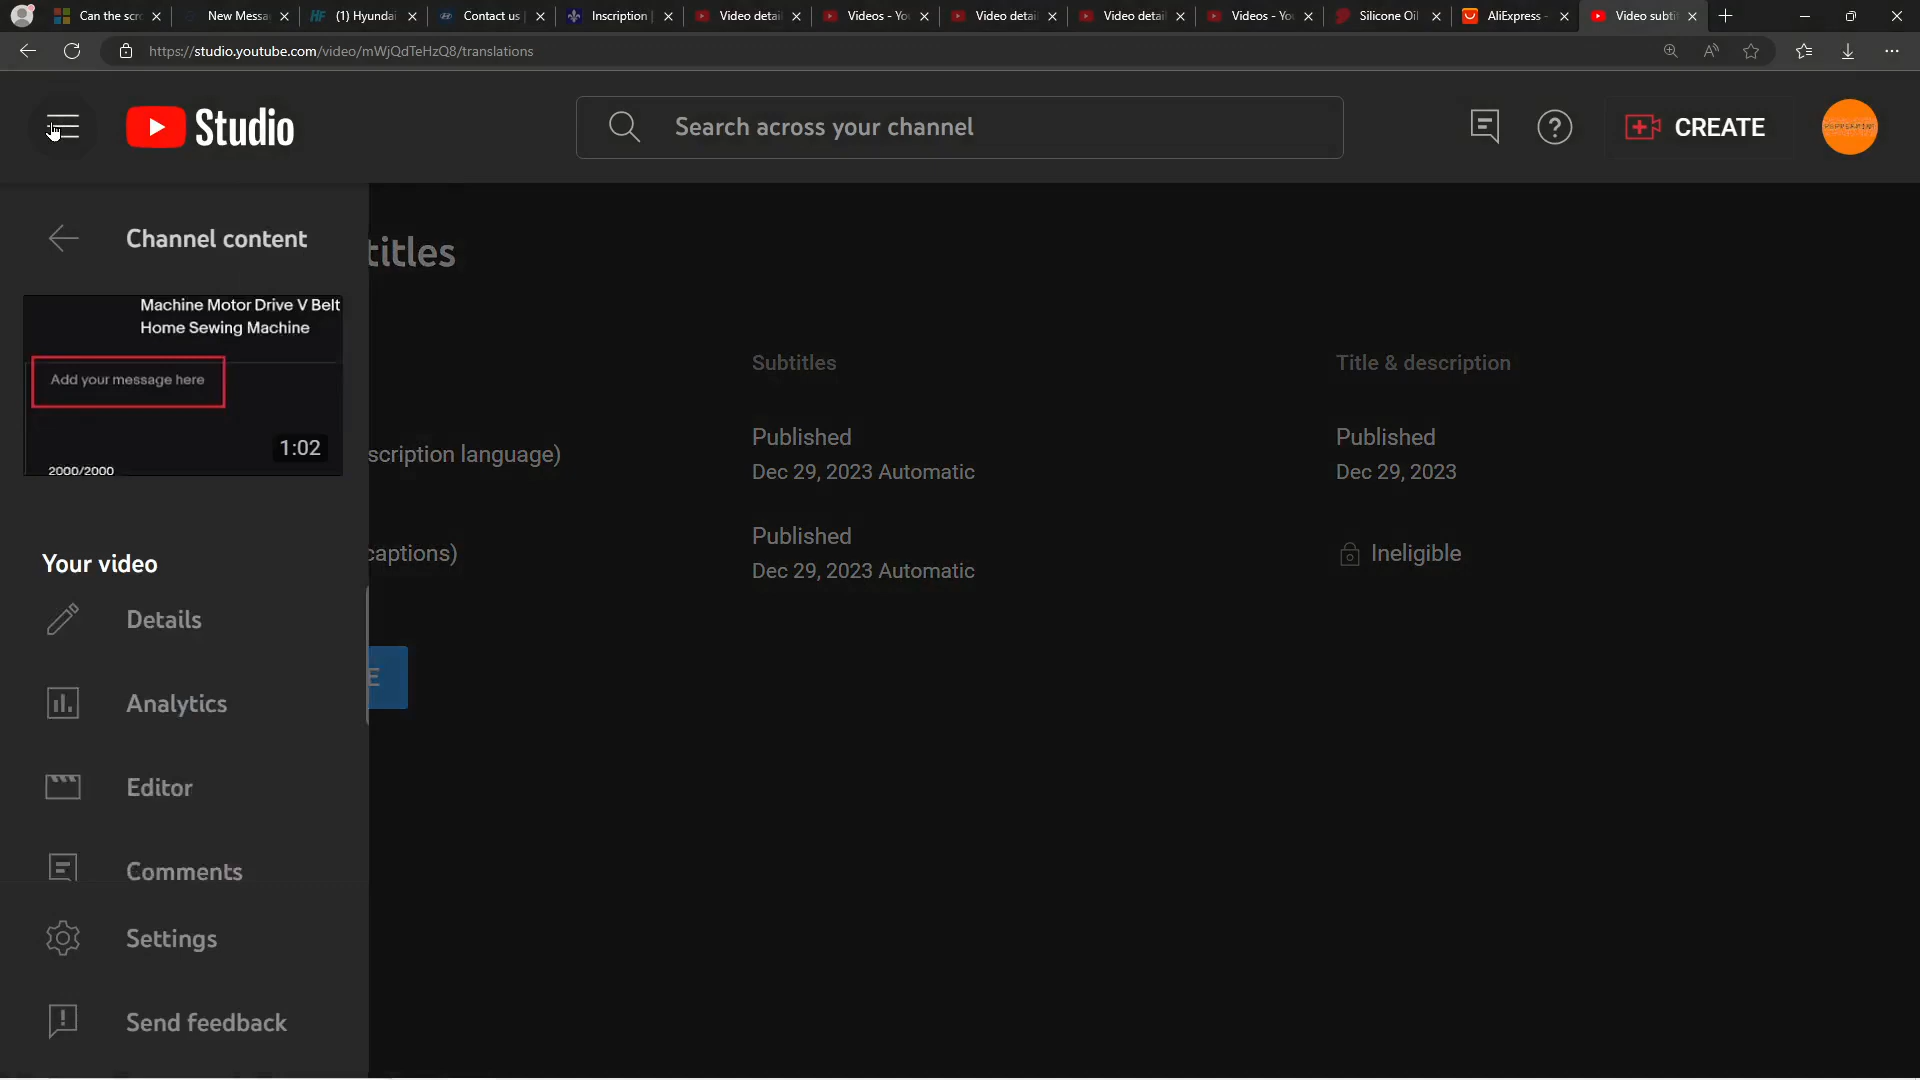 Can the scr
New Messa
(1) Hyundai
Contact us
Inscription
Video detai
Videos - Yo
Video detai
Video detai
Videos - Yo
Silicone Oil
AliExpress -
Video subti
https://studio.youtube.com/video/mWjQdTeHzQ8/translations
Studio
Search across your channel
CREATE
Channel content
titles
Machine Motor Drive V Belt
Home Sewing Machine
Add your message here
1:02
2000/2000
Subtitles
Title & description
scription language)
Published
Dec 29, 2023 Automatic
Published
Dec 29, 2023
captions)
Published
Dec 29, 2023 Automatic
Ineligible
E
Your video
Details
Analytics
Editor
Comments
Settings
Send feedback